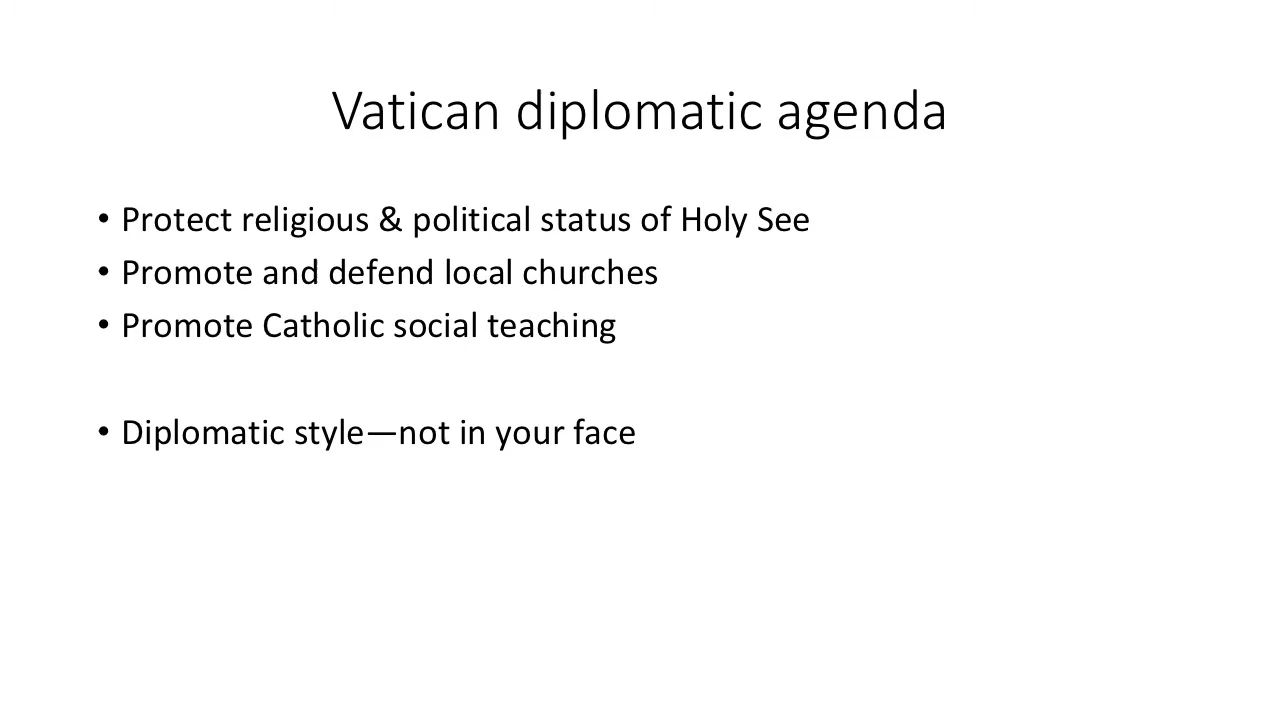 Vatican diplomatic agenda
• Protect religious & political status of Holy See
• Promote and defend local churches
• Promote Catholic social teaching
• Diplomatic style—not in your face